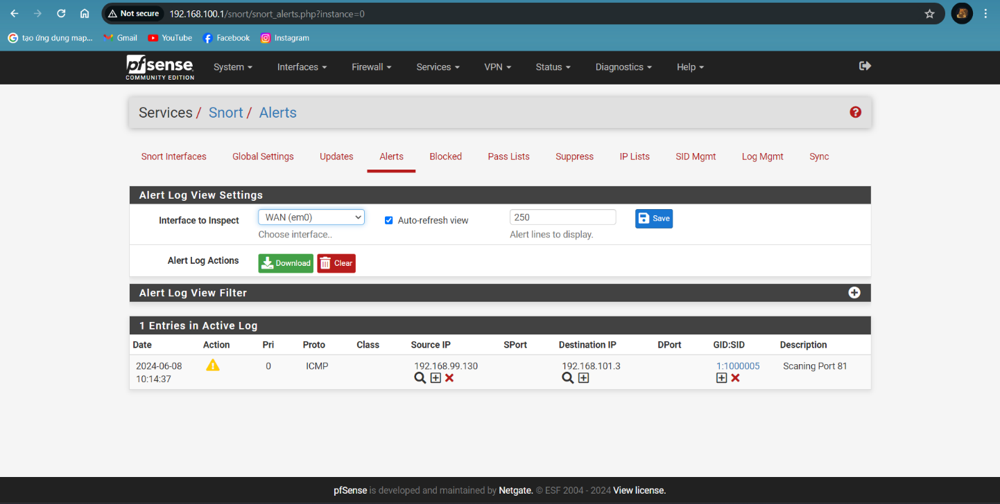 Not secure 192.168.100.1/snort/snort_alerts.php?instance=0
tạo ứng dụng map... Gmail YouTube Facebook Instagram
pfsense System Interfaces Firewall Services VPN Status Diagnostics Help
COMMUNITY EDITION
Services / Snort / Alerts
Snort Interfaces Global Settings Updates Alerts Blocked Pass Lists Suppress IP Lists SID Mgmt Log Mgmt Sync
Alert Log View Settings
Interface to Inspect WAN (em0) Auto-refresh view 250 Save
Choose interface.. Alert lines to display.
Alert Log Actions Download Clear
Alert Log View Filter
1 Entries in Active Log
Date Action Pri Proto Class Source IP SPort Destination IP DPort GID:SID Description
2024-06-08 0 ICMP 192.168.99.130 192.168.101.3 1:1000005 Scaning Port 81
10:14:37
pfSense is developed and maintained by Netgate. © ESF 2004 - 2024 View license.